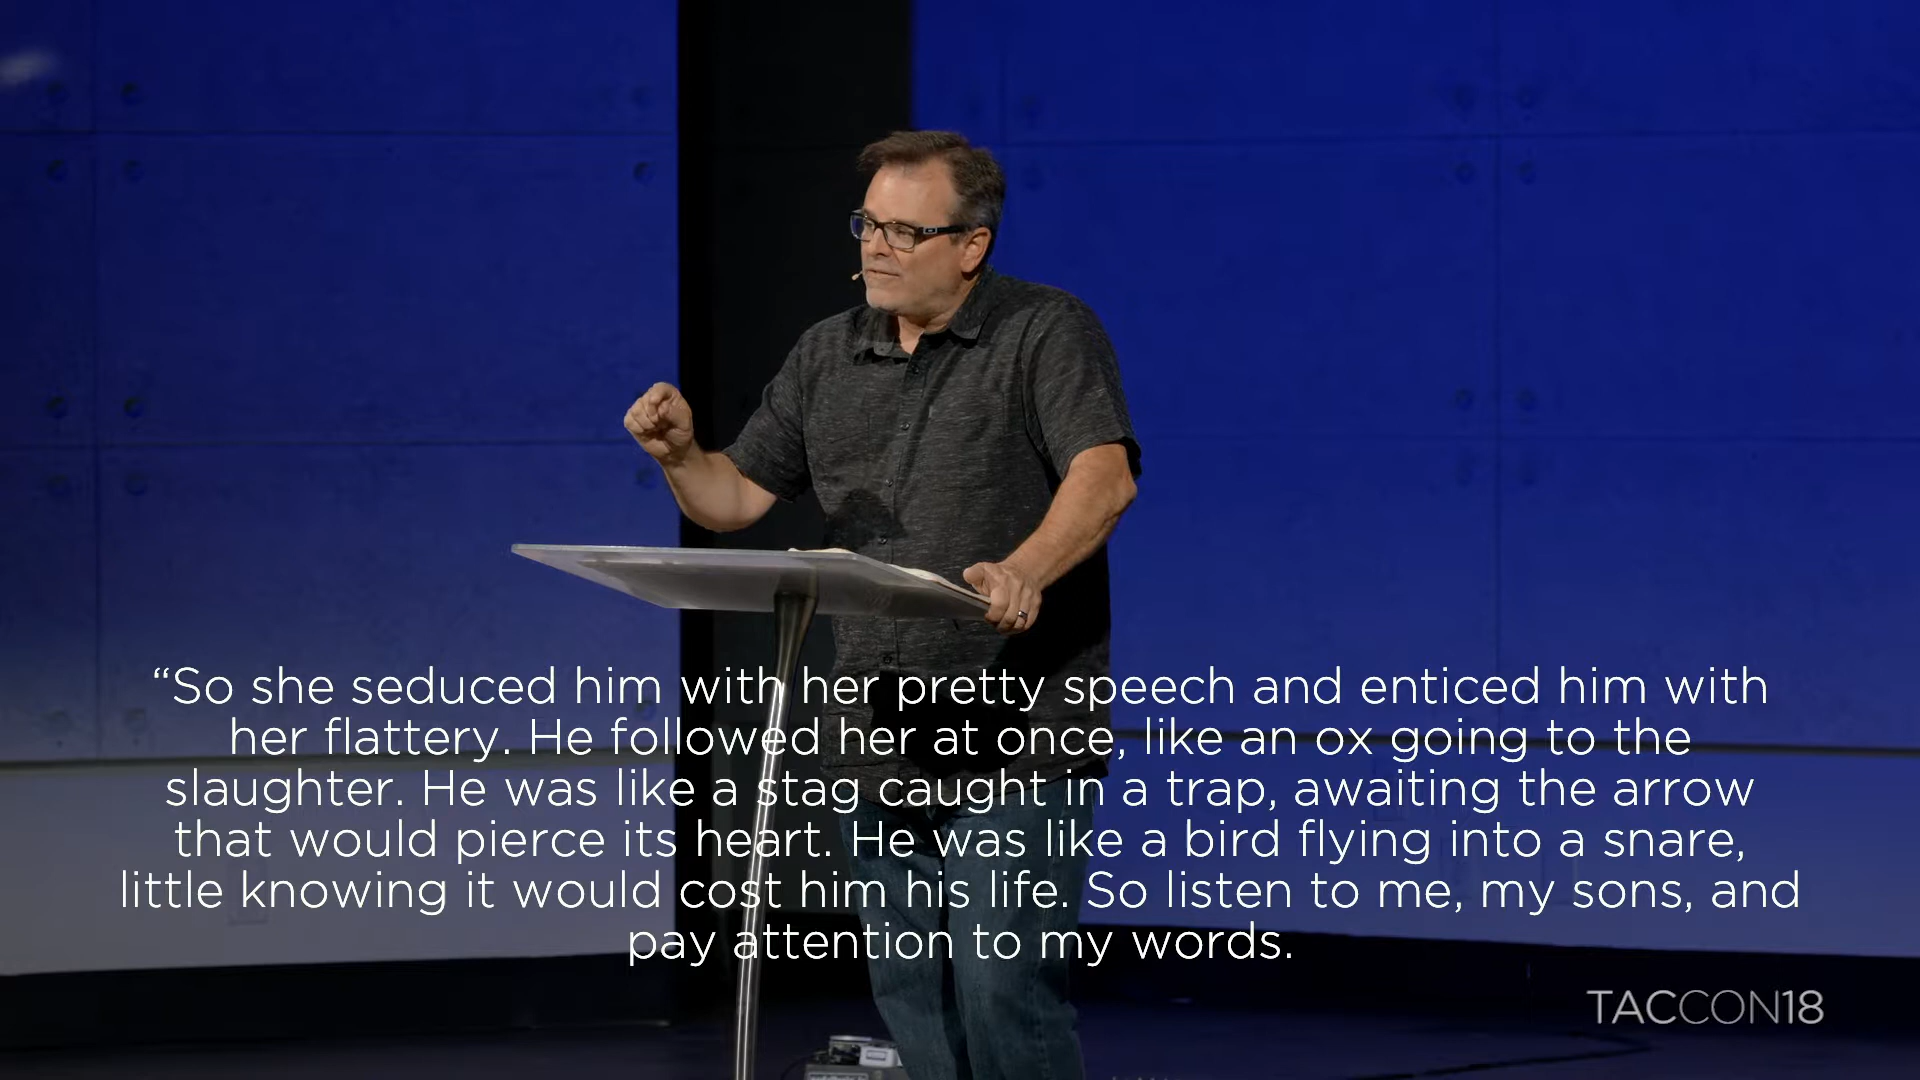 “So she seduced him with her pretty speech and enticed him with
her flattery. He followed her at once, like an ox going to the
slaughter. He was like a stag caught in a trap, awaiting the arrow
that would pierce its heart. He was like a bird flying into a snare,
little knowing it would cost him his life. So listen to me, my sons, and
pay attention to my words.
TACCON18